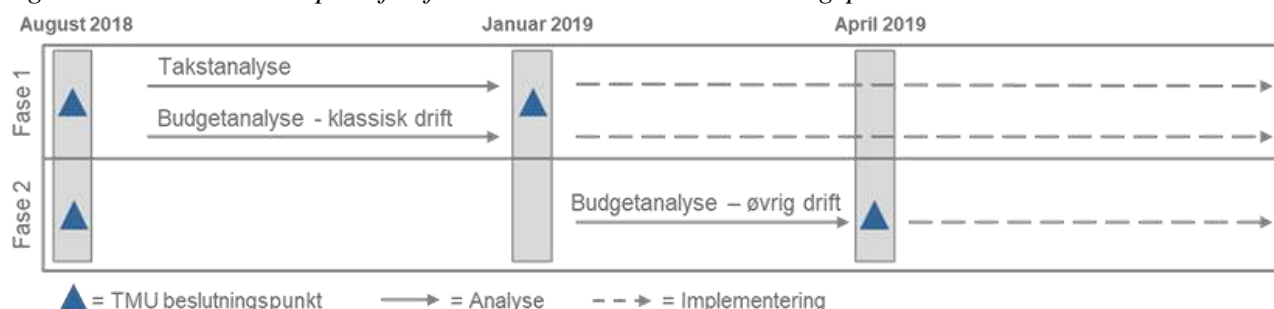 August 2018 Januar 2019 April 2019
Fase 1
Takstanalyse
Budgetanalyse - klassisk drift
Fase 2
Budgetanalyse – øvrig drift
= TMU beslutningspunkt = Analyse = Implementering